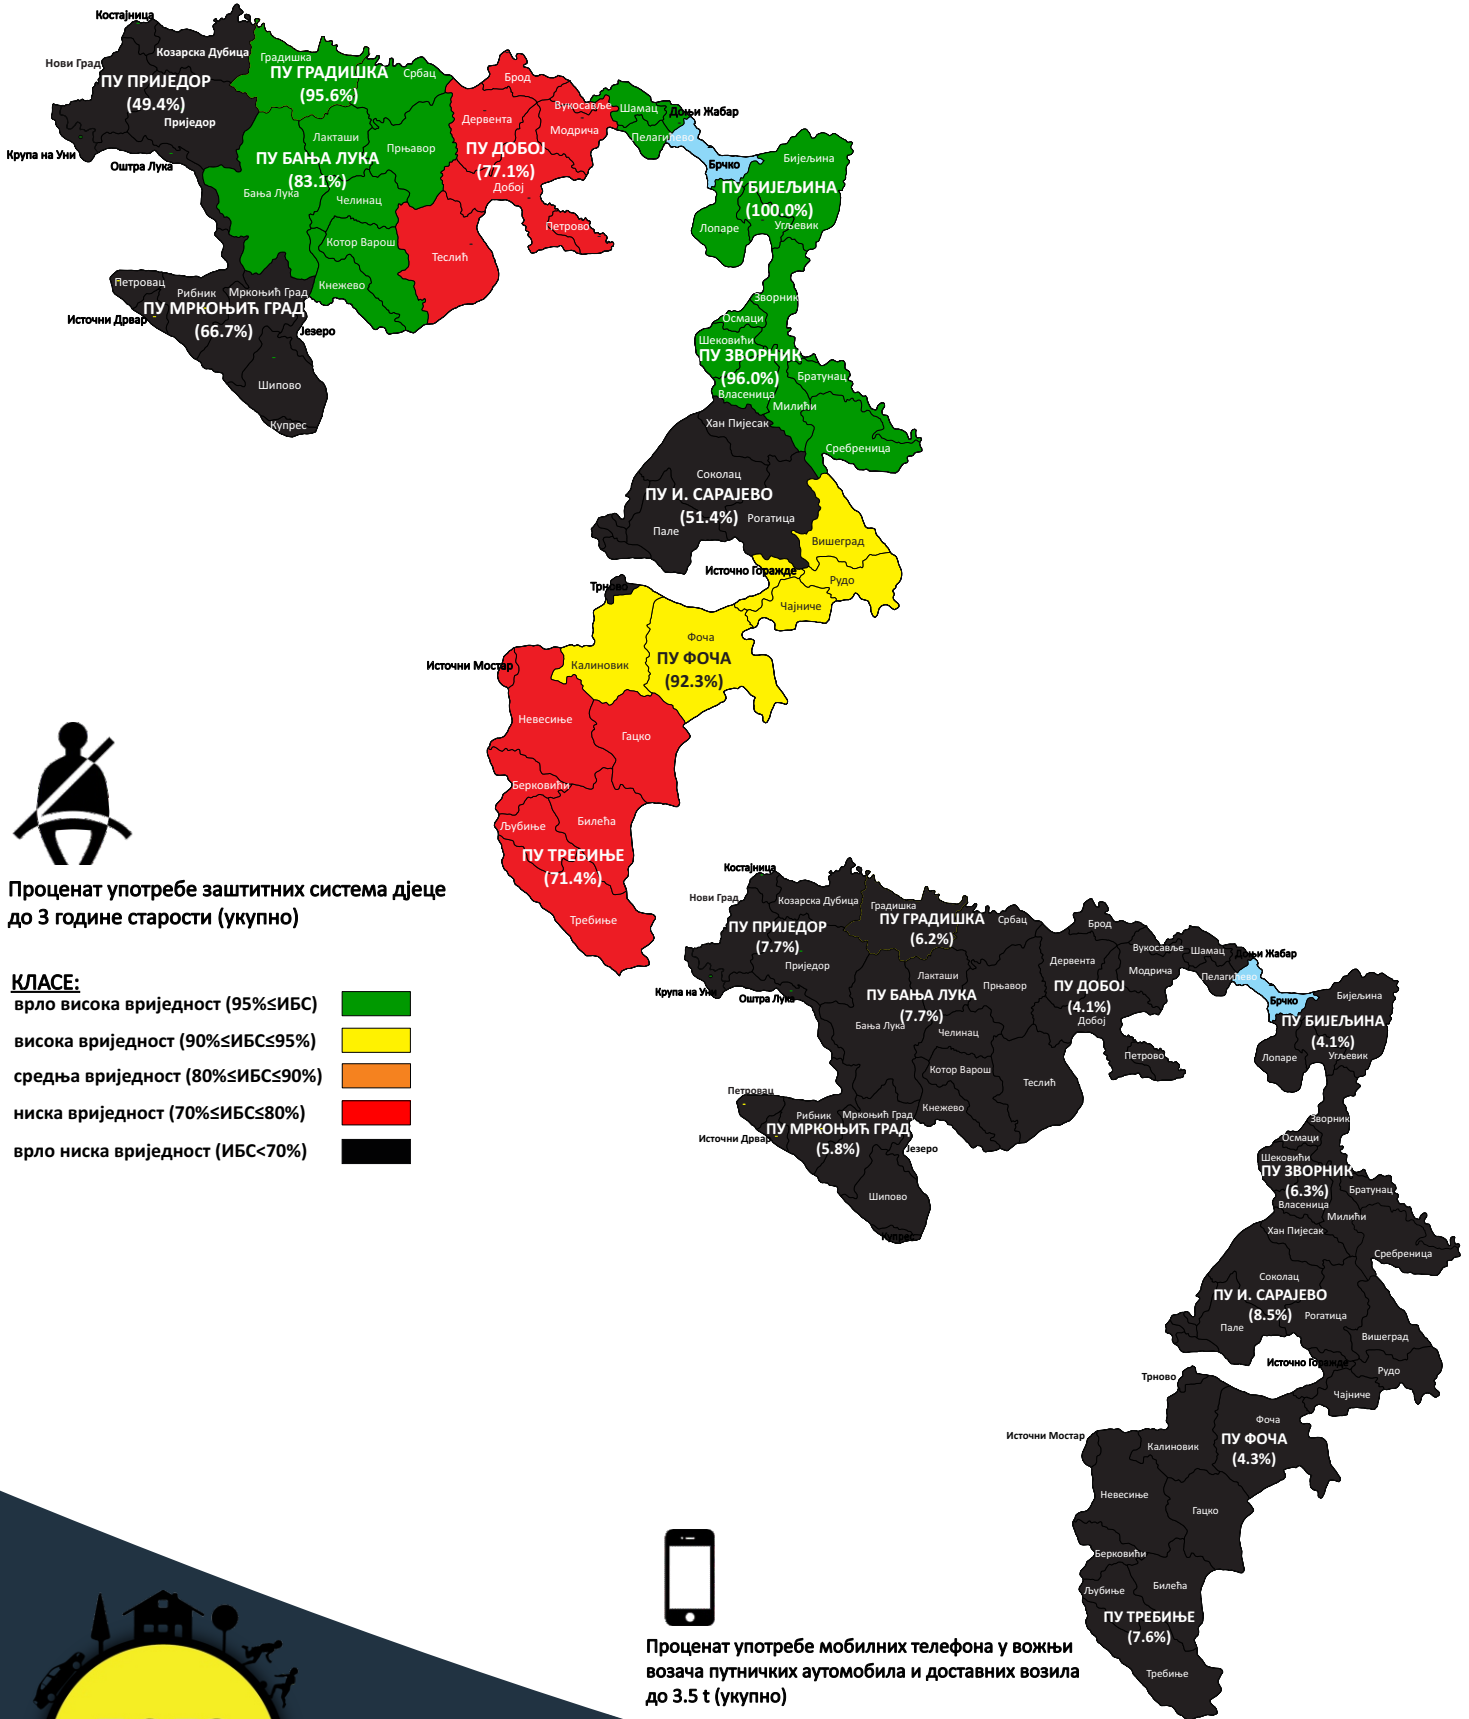 Костајница
Козарска Дубица
Нови Град
ПУ ПРИЈЕДОР
(49.4%)
Приједор
Крупа на Уни
Оштра Лука
Градишка
ПУ ГРАДИШКА
(95.6%)
Србац
Лакташи
ПУ БАЊА ЛУКА
(83.1%)
Прњавор
Бања Лука
Челинац
Котор Варош
Кнежево
Брод
Вукосавље
Дервента
Модрича
ПУ ДОБОЈ
(77.1%)
Добој
Петрово
Теслић
Шамац
Доњи Жабар
Пелагићево
Брчко
Бијељина
ПУ БИЈЕЉИНА
(100.0%)
Лопаре
Угљевик
Петровац
Рибник
Мркоњић Град
ПУ МРКОЊИЋ ГРАД
(66.7%)
Источни Дрвар
Језеро
Шипово
Купрес
Зворник
Осмаци
Шековићи
ПУ ЗВОРНИК
(96.0%)
Братунац
Власеница
Милићи
Сребреница
Хан Пијесак
Соколац
ПУ И. САРАЈЕВО
(51.4%)
Рогатица
Пале
Вишеград
Источно Горажде
Рудо
Чајниче
Трново
Фоча
ПУ ФОЧА
(92.3%)
Калиновик
Источни Мостар
Невесиње
Гацко
Берковићи
Љубиње
Билећа
ПУ ТРЕБИЊЕ
(71.4%)
Требиње
Проценат употребе заштитних система дјеце
до 3 године старости (укупно)
КЛАСЕ:
врло висока вриједност (95%≤ИБС)
висока вриједност (90%≤ИБС≤95%)
средња вриједност (80%≤ИБС≤90%)
ниска вриједност (70%≤ИБС≤80%)
врло ниска вриједност (ИБС<70%)
Костајница
Нови Град
Козарска Дубица
ПУ ПРИЈЕДОР
(7.7%)
Приједор
Крупа на Уни
Оштра Лука
Градишка
ПУ ГРАДИШКА
(6.2%)
Србац
Лакташи
ПУ БАЊА ЛУКА
(7.7%)
Прњавор
Бања Лука
Челинац
Котор Варош
Кнежево
Брод
Вукосавље
Дервента
Модрича
ПУ ДОБОЈ
(4.1%)
Добој
Петрово
Теслић
Шамац
Доњи Жабар
Пелагићево
Брчко
Бијељина
ПУ БИЈЕЉИНА
(4.1%)
Лопаре
Угљевик
Петровац
Рибник
Мркоњић Град
ПУ МРКОЊИЋ ГРАД
(5.8%)
Источни Дрвар
Језеро
Шипово
Купрес
Зворник
Осмаци
Шековићи
ПУ ЗВОРНИК
(6.3%)
Братунац
Власеница
Милићи
Сребреница
Хан Пијесак
Соколац
ПУ И. САРАЈЕВО
(8.5%)
Рогатица
Пале
Вишеград
Источно Горажде
Рудо
Чајниче
Трново
Фоча
ПУ ФОЧА
(4.3%)
Калиновик
Источни Мостар
Невесиње
Гацко
Берковићи
Љубиње
Билећа
ПУ ТРЕБИЊЕ
(7.6%)
Требиње
Проценат употребе мобилних телефона у вожњи
возача путничких аутомобила и доставних возила
до 3.5 t (укупно)